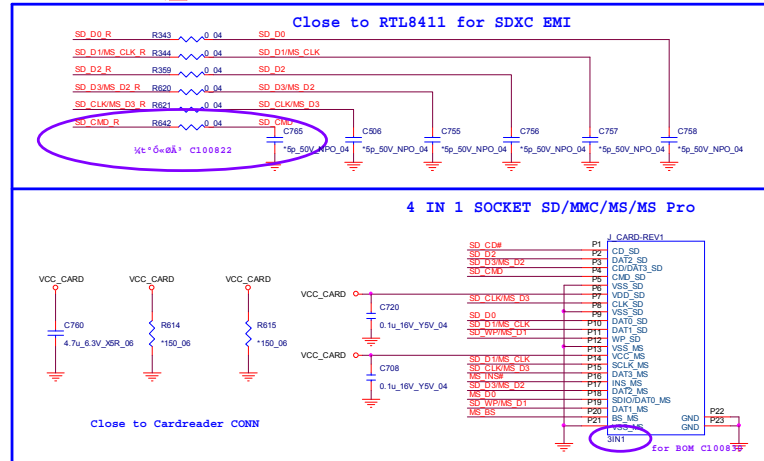 Close to RTL8411 for SDXC EMI
SD_D0_R R343 0_04 SD_D0
SD_D1/MS_CLK_R R344 0_04 SD_D1/MS_CLK
SD_D2_R R359 0_04 SD_D2
SD_D3/MS_D2_R R620 0_04 SD_D3/MS_D2
SD_CLK/MS_D3_R R621 0_04 SD_CLK/MS_D3
SD_CMD_R R642 0_04 SD_CMD
C765 C506 C755 C756 C757 C758
*5p_50V_NPO_04 *5p_50V_NPO_04 *5p_50V_NPO_04 *5p_50V_NPO_04 *5p_50V_NPO_04 *5p_50V_NPO_04
C100822
4 IN 1 SOCKET SD/MMC/MS/MS Pro
J_CARD-REV1
SD_CD# P1 CD_SD
SD_D2 P2 DAT2_SD
SD_D3/MS_D2 P3 CD/DAT3_SD
SD_CMD P4 CMD_SD
P5 VSS_SD
VCC_CARD P6 VDD_SD
SD_CLK/MS_D3 P7 CLK_SD
P8 VSS_SD
SD_D0 P9 DAT0_SD
SD_D1/MS_CLK P10 DAT1_SD
SD_WP/MS_D1 P11 WP_SD
P12 VSS_MS
VCC_CARD P13 VCC_MS
SD_D1/MS_CLK P14 SCLK_MS
SD_CLK/MS_D3 P15 DAT3_MS
MS_INS# P16 INS_MS
SD_D3/MS_D2 P17 DAT2_MS
MS_D0 P18 SDIO/DAT0_MS
SD_WP/MS_D1 P19 DAT1_MS
MS_BS P20 BS_MS
P21 VSS_MS
GND P22
GND P23
3IN1
for BOM
C720
0.1u_16V_Y5V_04
C708
0.1u_16V_Y5V_04
VCC_CARD VCC_CARD VCC_CARD
C760 R614 R615
4.7u_6.3V_X5R_06 *150_06 *150_06
Close to Cardreader CONN